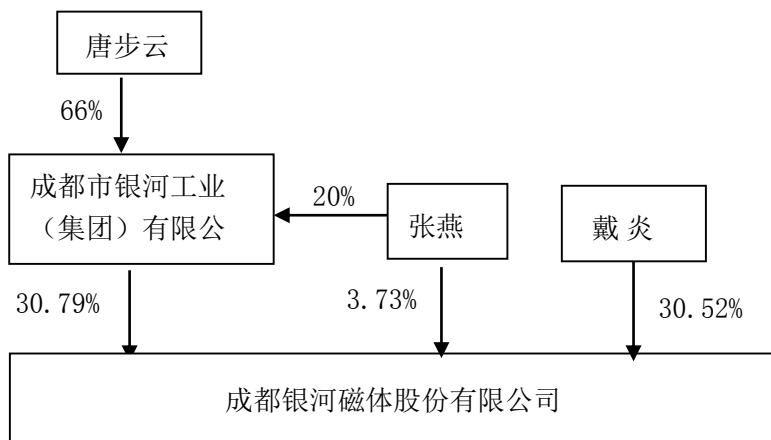 唐步云
66%
成都市银河工业
（集团）有限公
20%
张燕
戴 炎
30.79%
3.73%
30.52%
成都银河磁体股份有限公司